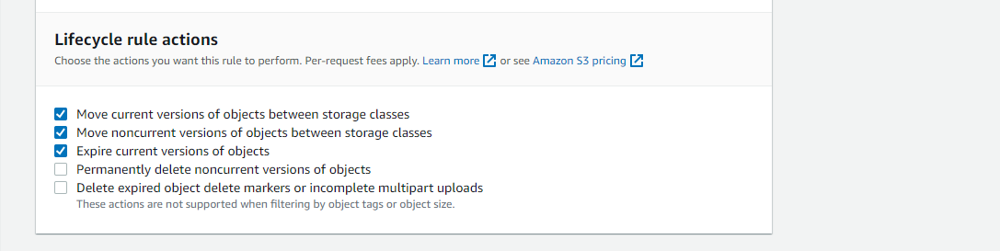 Lifecycle rule actions
Choose the actions you want this rule to perform. Per-request fees apply. Learn more or see Amazon S3 pricing
Move current versions of objects between storage classes
Move noncurrent versions of objects between storage classes
Expire current versions of objects
Permanently delete noncurrent versions of objects
Delete expired object delete markers or incomplete multipart uploads
These actions are not supported when filtering by object tags or object size.